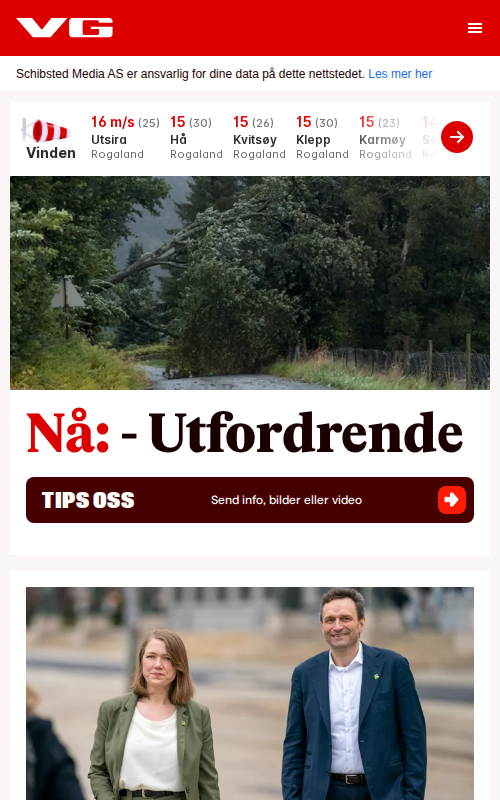 VG
Schibsted Media AS er ansvarlig for dine data på dette nettstedet. Les mer her
Vinden
16 m/s (25)
Utsira
Rogaland
15 (30)
Hå
Rogaland
15 (26)
Kvitsøy
Rogaland
15 (30)
Klepp
Rogaland
15 (23)
Karmøy
Rogaland
14
Nå: - Utfordrende
TIPS OSS
Send info, bilder eller video